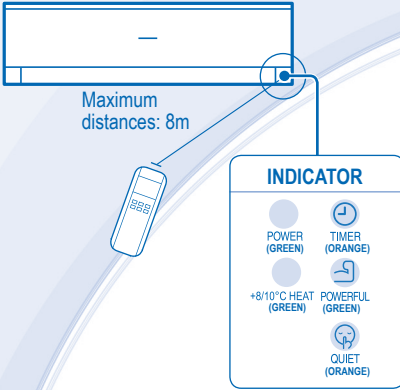 Maximum
distances: 8m
INDICATOR
POWER
(GREEN)
TIMER
(ORANGE)
+8/10°C HEAT
(GREEN)
POWERFUL
(GREEN)
QUIET
(ORANGE)